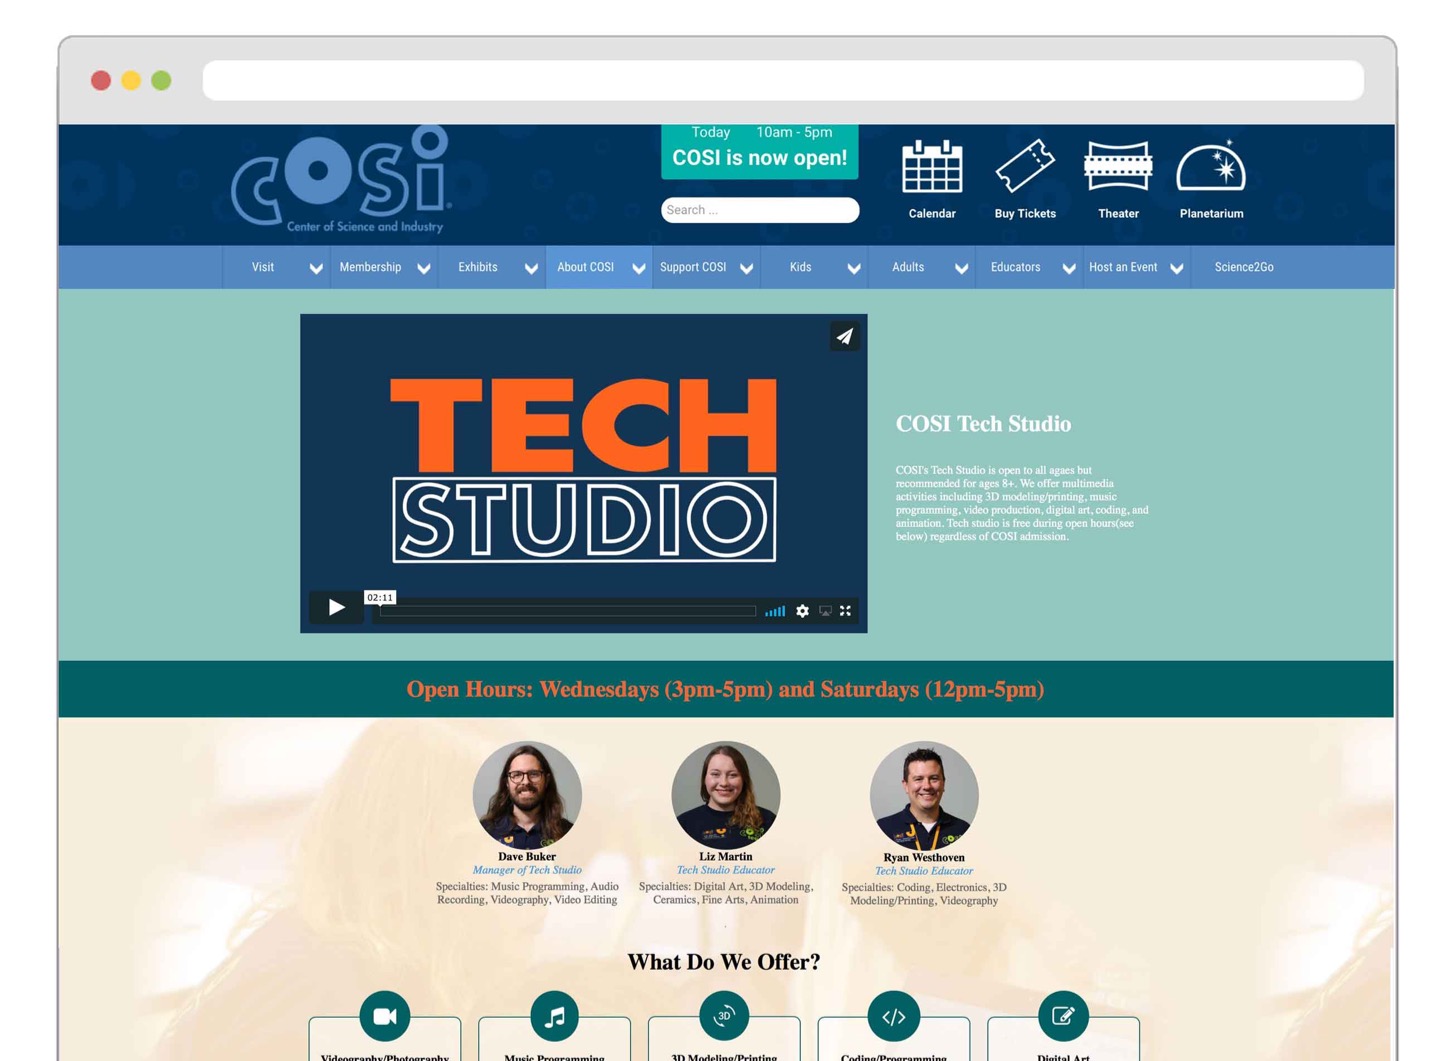 cosi
Center of Science and Industry
Today 10am - 5pm
COSI is now open!
Search ...
Calendar
Buy Tickets
Theater
Planetarium
Visit
Membership
Exhibits
About COSI
Support COSI
Kids
Adults
Educators
Host an Event
Science2Go
TECH
STUDIO
02:11
COSI Tech Studio
COSI's Tech Studio is open to all agaes but
recommended for ages 8+. We offer multimedia
activities including 3D modeling/printing, music
programming, video production, digital art, coding, and
animation. Tech studio is free during open hours(see
below) regardless of COSI admission.
Open Hours: Wednesdays (3pm-5pm) and Saturdays (12pm-5pm)
Dave Buker
Manager of Tech Studio
Specialties: Music Programming, Audio
Recording, Videography, Video Editing
Liz Martin
Tech Studio Educator
Specialties: Digital Art, 3D Modeling,
Ceramics, Fine Arts, Animation
Ryan Westhoven
Tech Studio Educator
Specialties: Coding, Electronics, 3D
Modeling/Printing, Videography
What Do We Offer?
3D
</>
Videography/Photography
Music Programming
3D Modeling/Printing
Coding/Programming
Digital Art